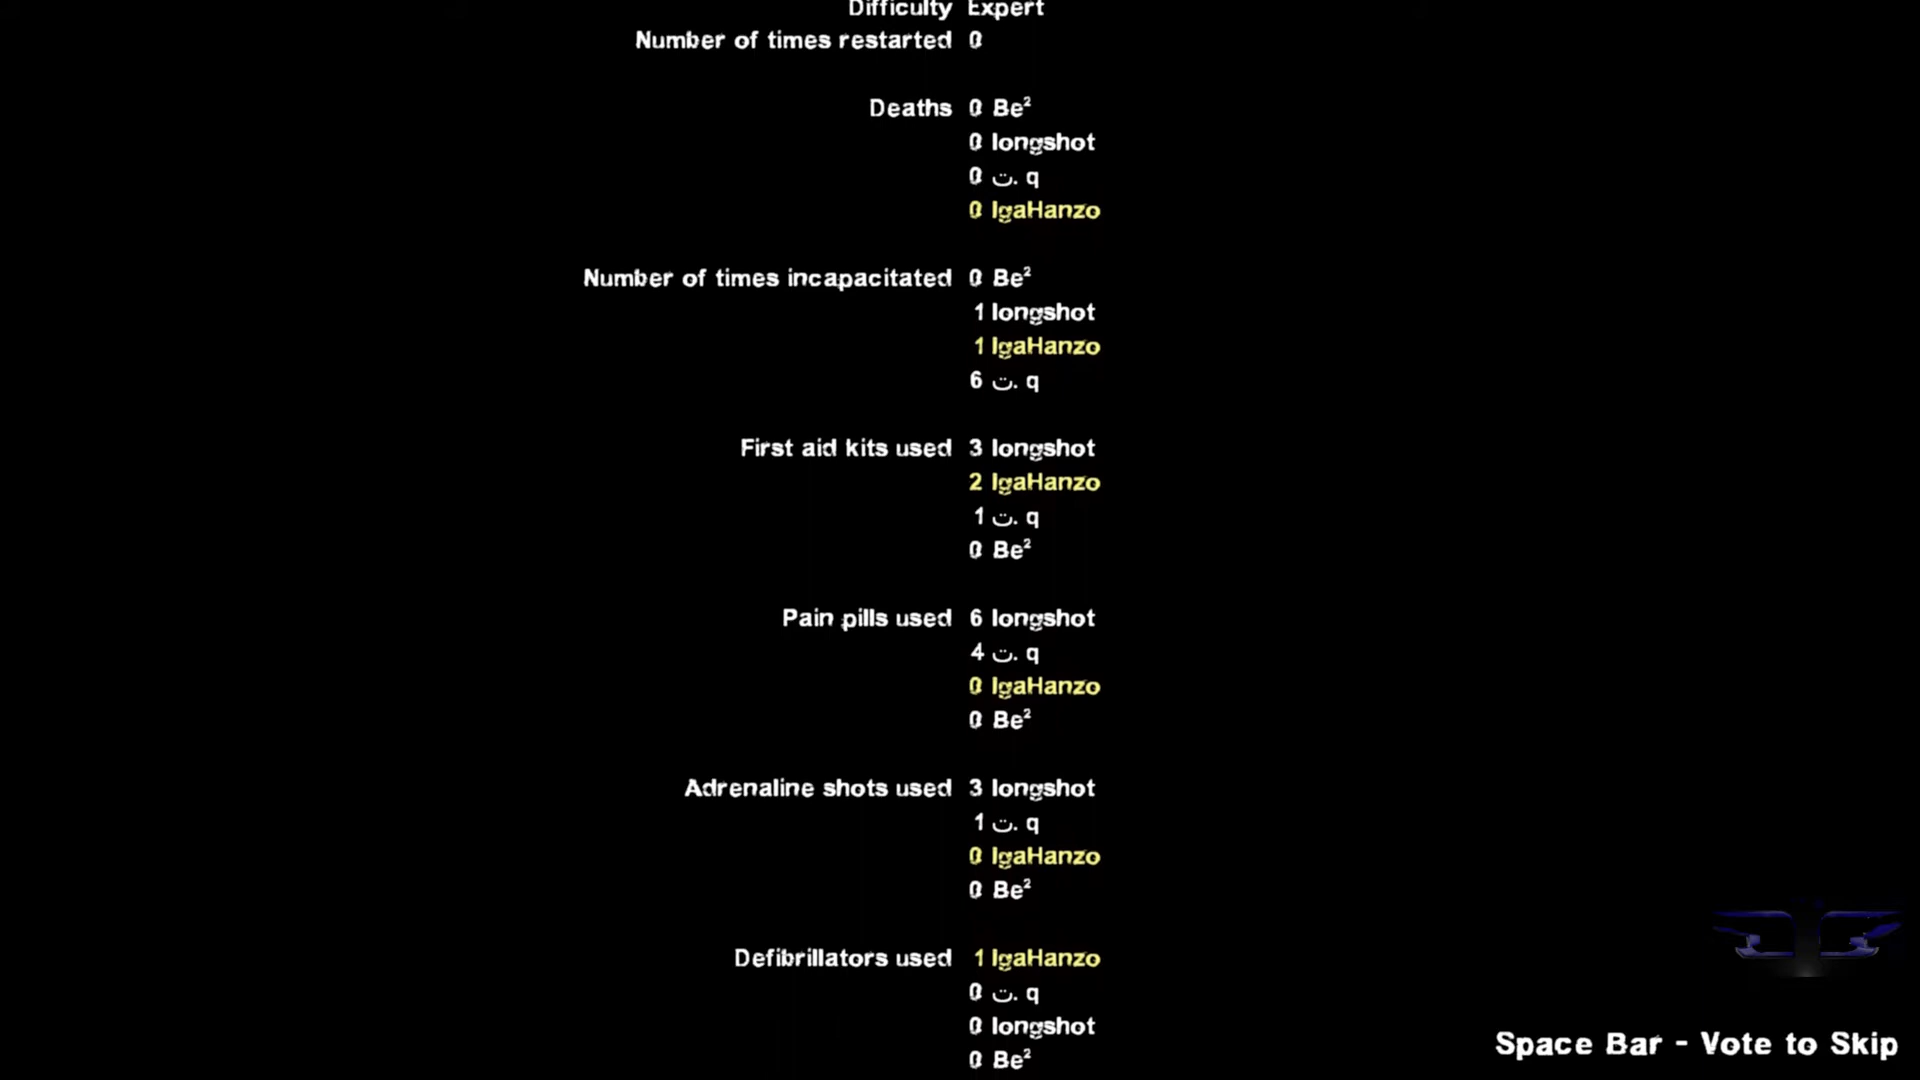 Difficulty Expert
Number of times restarted 0
Deaths 0 Be²
0 longshot
0 ت. q
0 IgaHanzo
Number of times incapacitated 0 Be²
1 longshot
1 IgaHanzo
6 ت. q
First aid kits used 3 longshot
2 IgaHanzo
1 ت. q
0 Be²
Pain pills used 6 longshot
4 ت. q
0 IgaHanzo
0 Be²
Adrenaline shots used 3 longshot
1 ت. q
0 IgaHanzo
0 Be²
Defibrillators used 1 IgaHanzo
0 ت. q
0 longshot
0 Be²
Space Bar - Vote to Skip